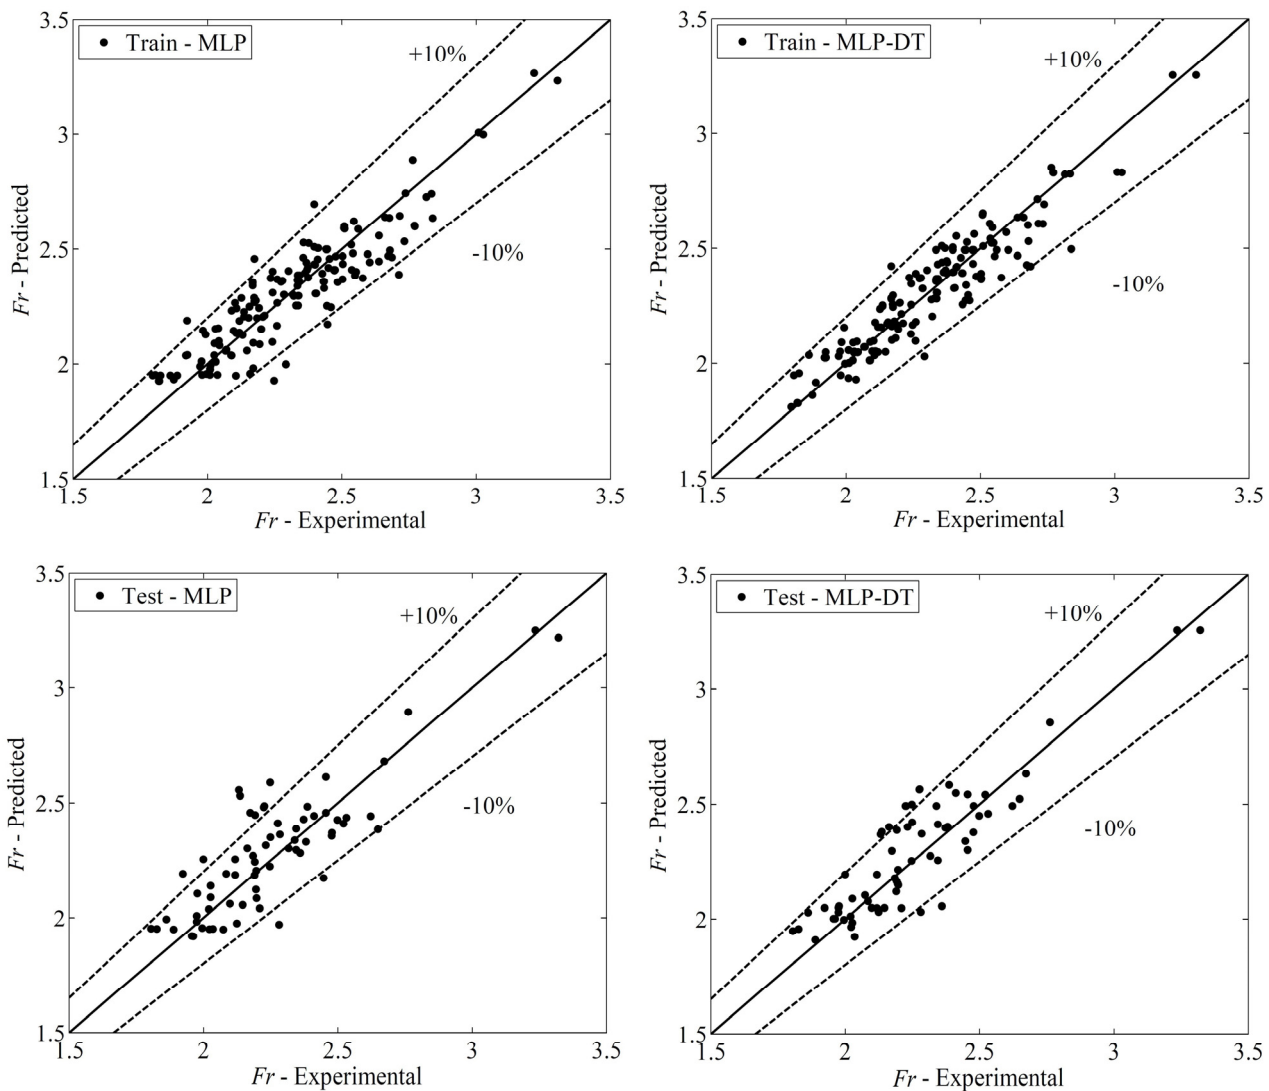 3.5
Train - MLP
+10%
3
Fr - Predicted
2.5
-10%
2
1.5
1.5 2 2.5 3 3.5
Fr - Experimental
3.5
Train - MLP-DT
+10%
3
Fr - Predicted
2.5
-10%
2
1.5
1.5 2 2.5 3 3.5
Fr - Experimental
3.5
Test - MLP
+10%
3
Fr - Predicted
2.5
-10%
2
1.5
1.5 2 2.5 3 3.5
Fr - Experimental
3.5
Test - MLP-DT
+10%
3
Fr - Predicted
2.5
-10%
2
1.5
1.5 2 2.5 3 3.5
Fr - Experimental